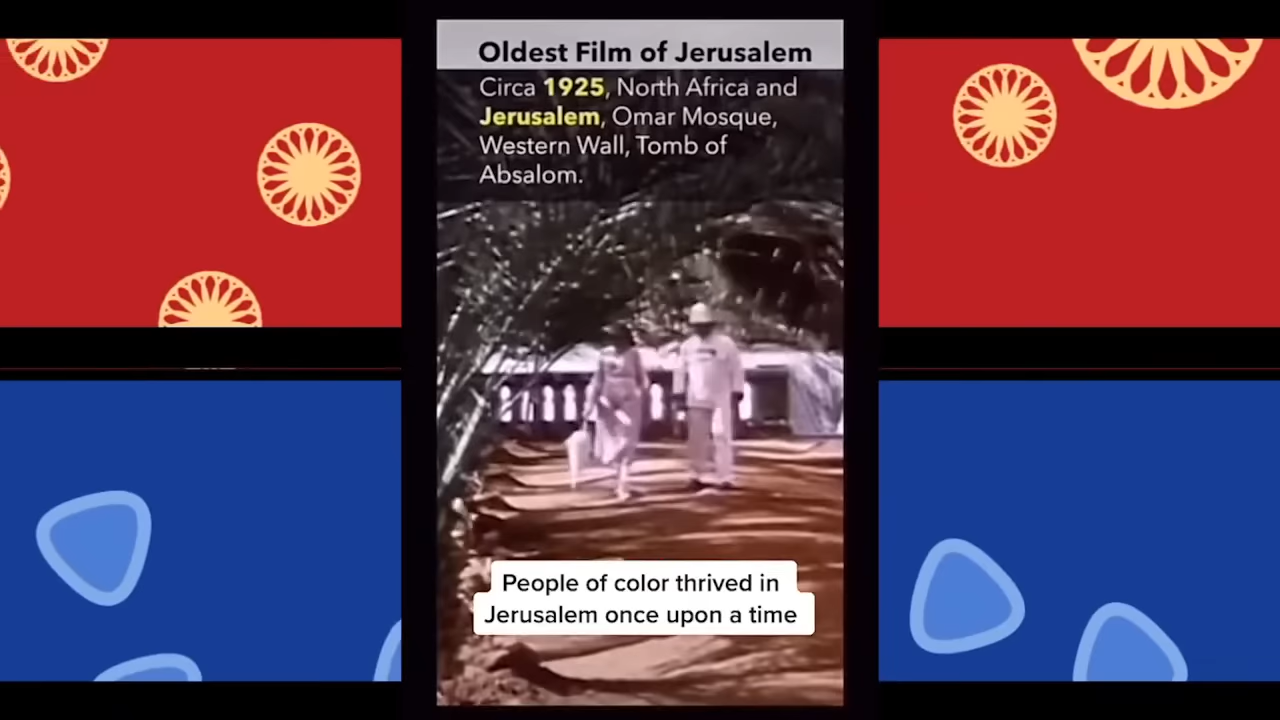 Oldest Film of Jerusalem
Circa 1925, North Africa and
Jerusalem, Omar Mosque,
Western Wall, Tomb of
Absalom.
People of color thrived in
Jerusalem once upon a time